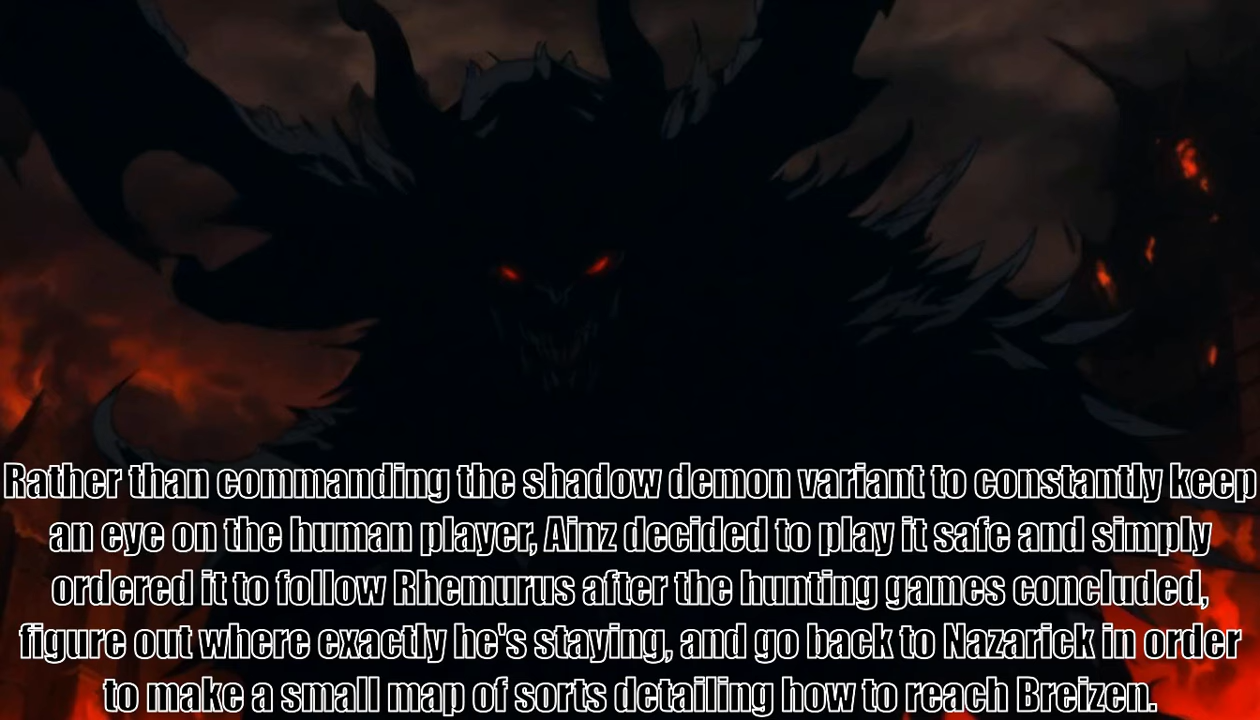 Rather than commanding the shadow demon variant to constantly keep
an eye on the human player, Ainz decided to play it safe and simply
ordered it to follow Rhemurus after the hunting games concluded,
figure out where exactly he's staying, and go back to Nazarick in order
to make a small map of sorts detailing how to reach Breizen.